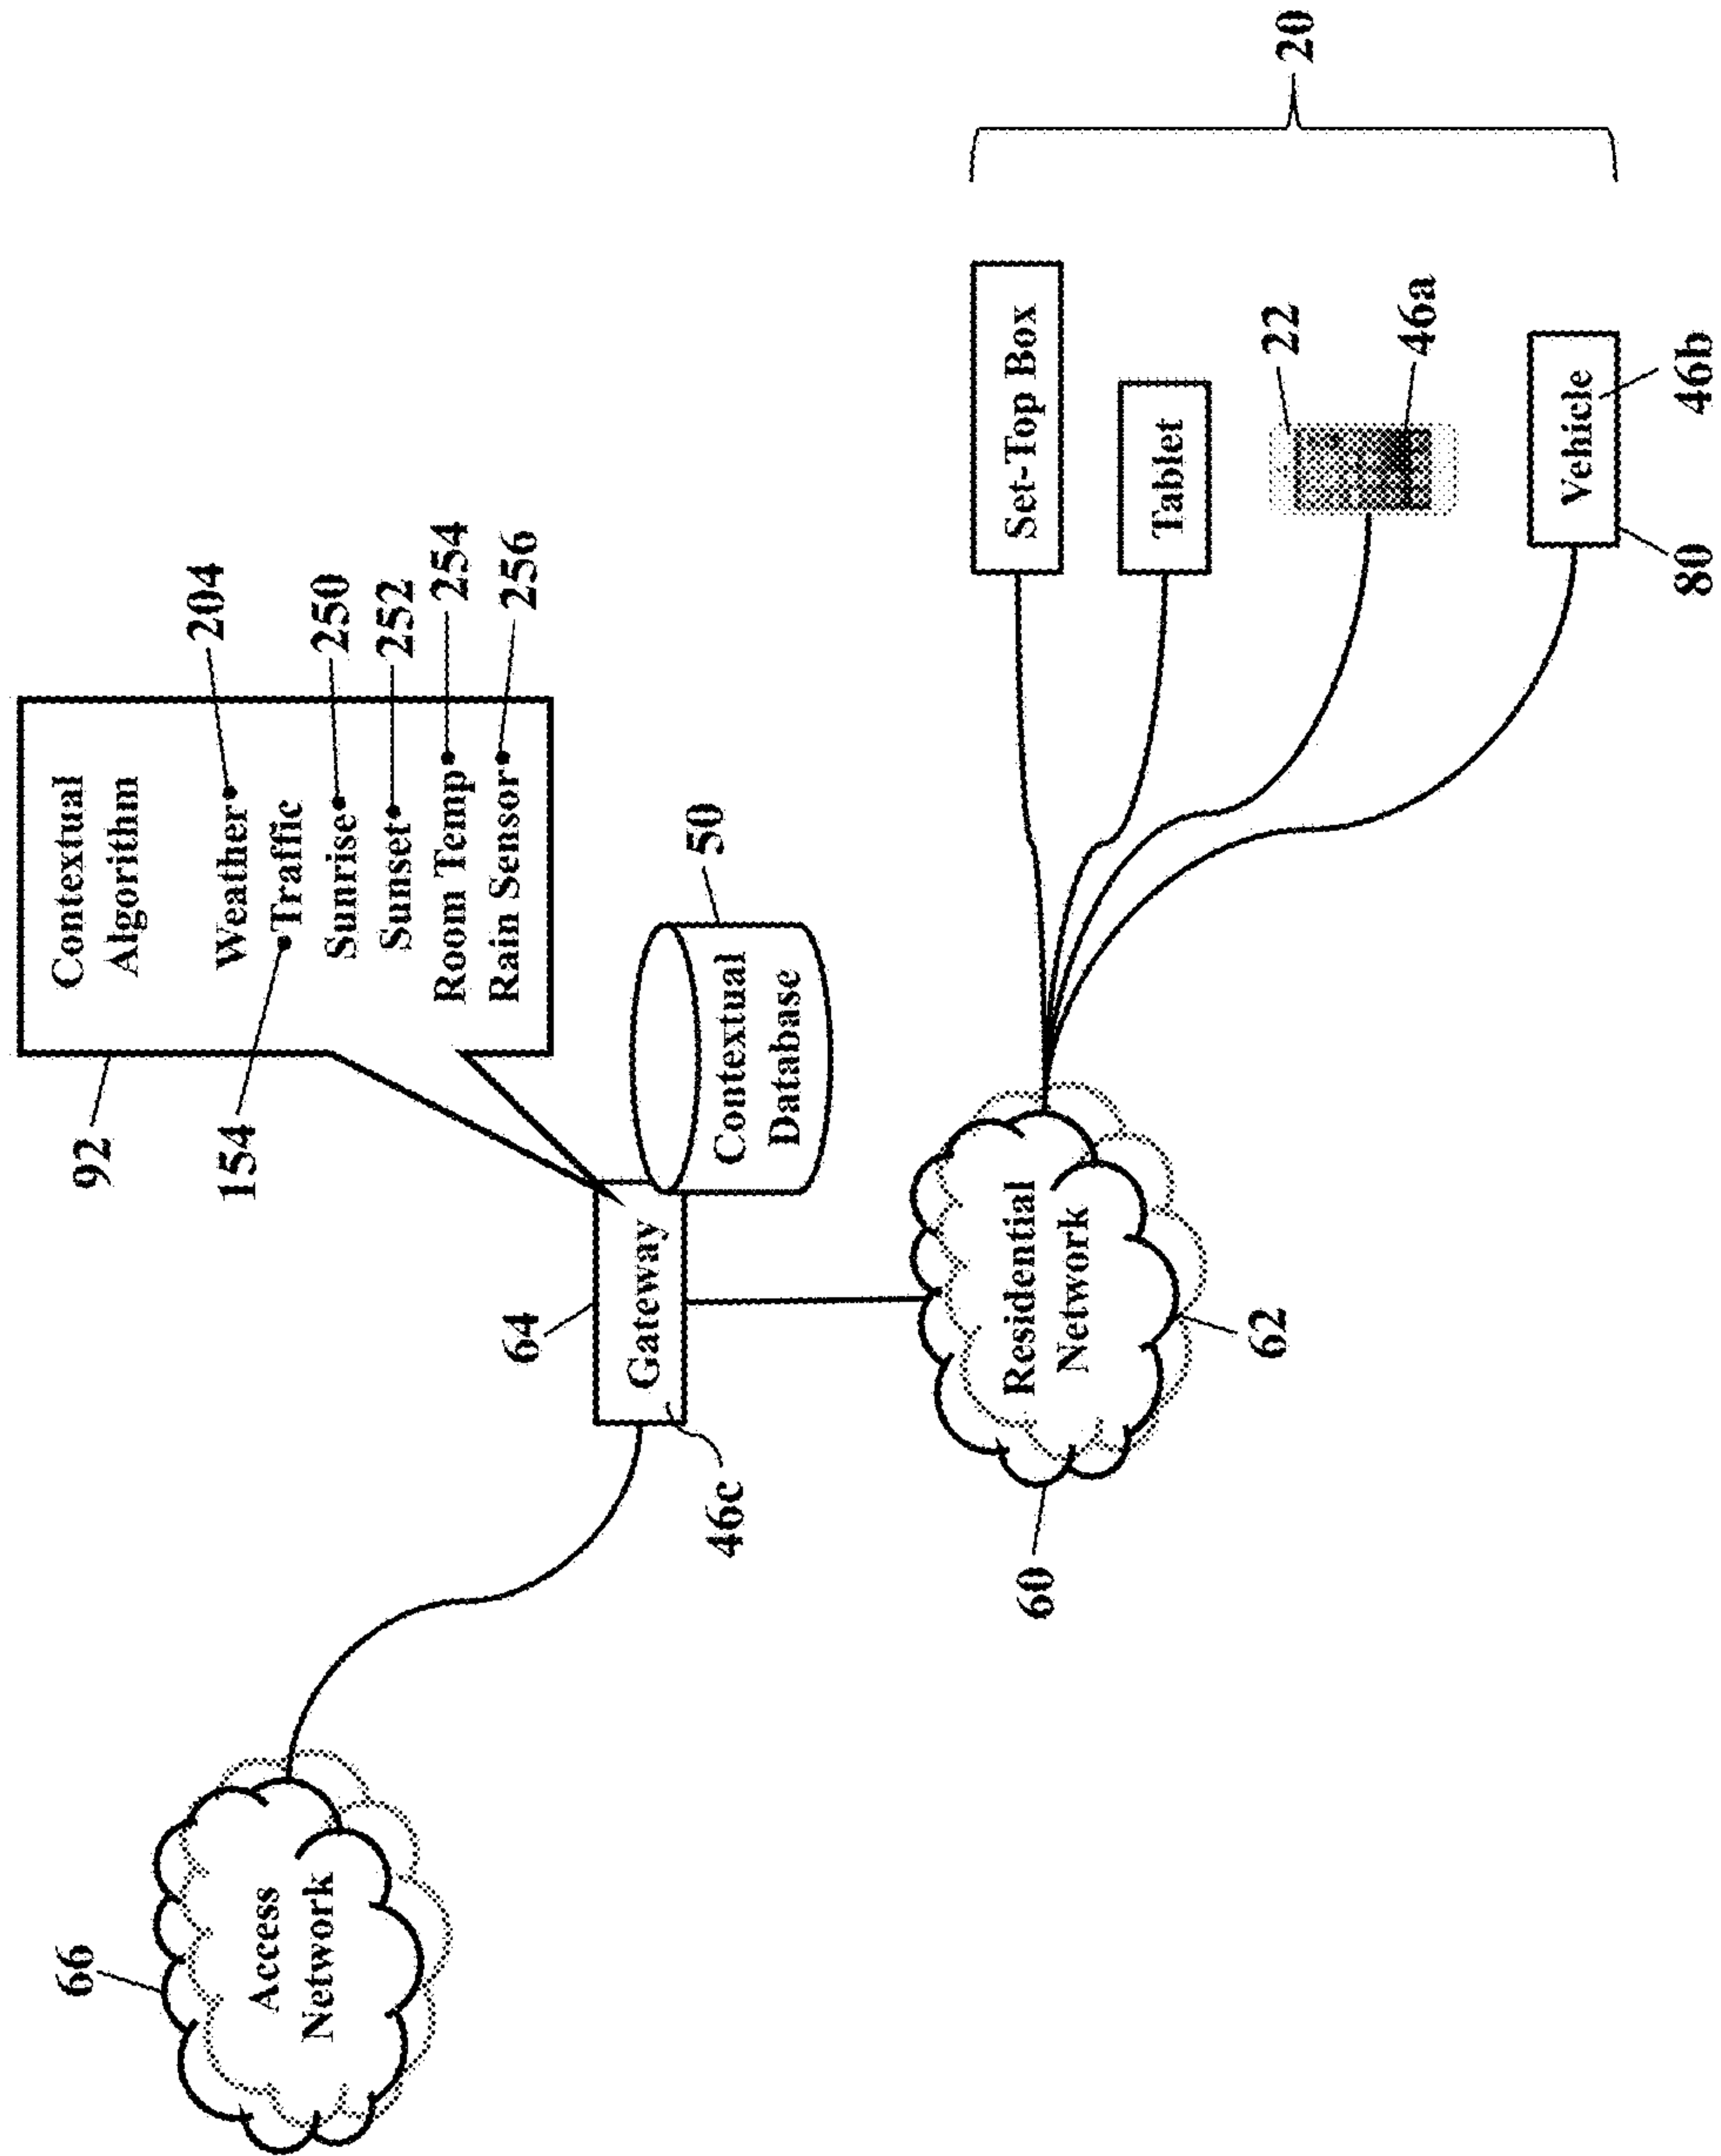 92
Contextual
Algorithm
Weather
204
154
Traffic
Sunrise
250
Sunset
252
Room Temp
254
Rain Sensor
256
66
Access
Network
64
Gateway
46c
Contextual
Database
50
60
Residential
Network
62
Set-Top Box
Tablet
22
46a
Vehicle
80
46b
20